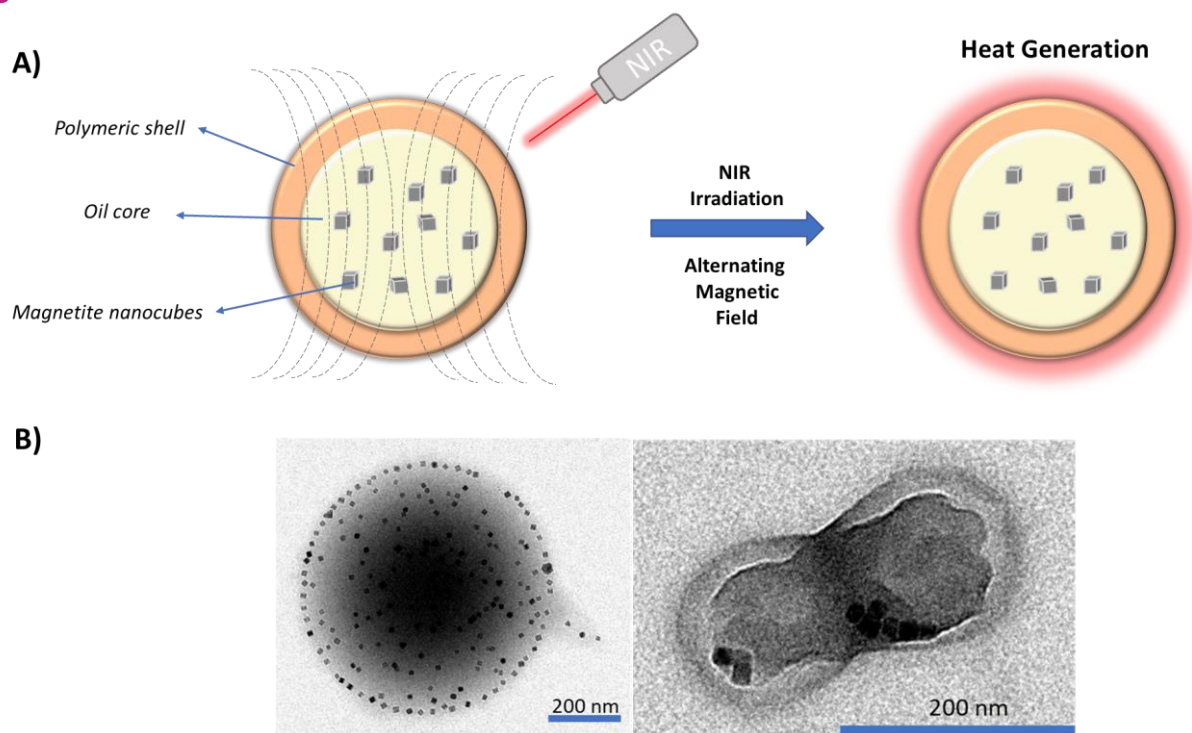 A)
NIR
Heat Generation
Polymeric shell
Oil core
Magnetite nanocubes
NIR
Irradiation
Alternating
Magnetic
Field
B)
200 nm
200 nm